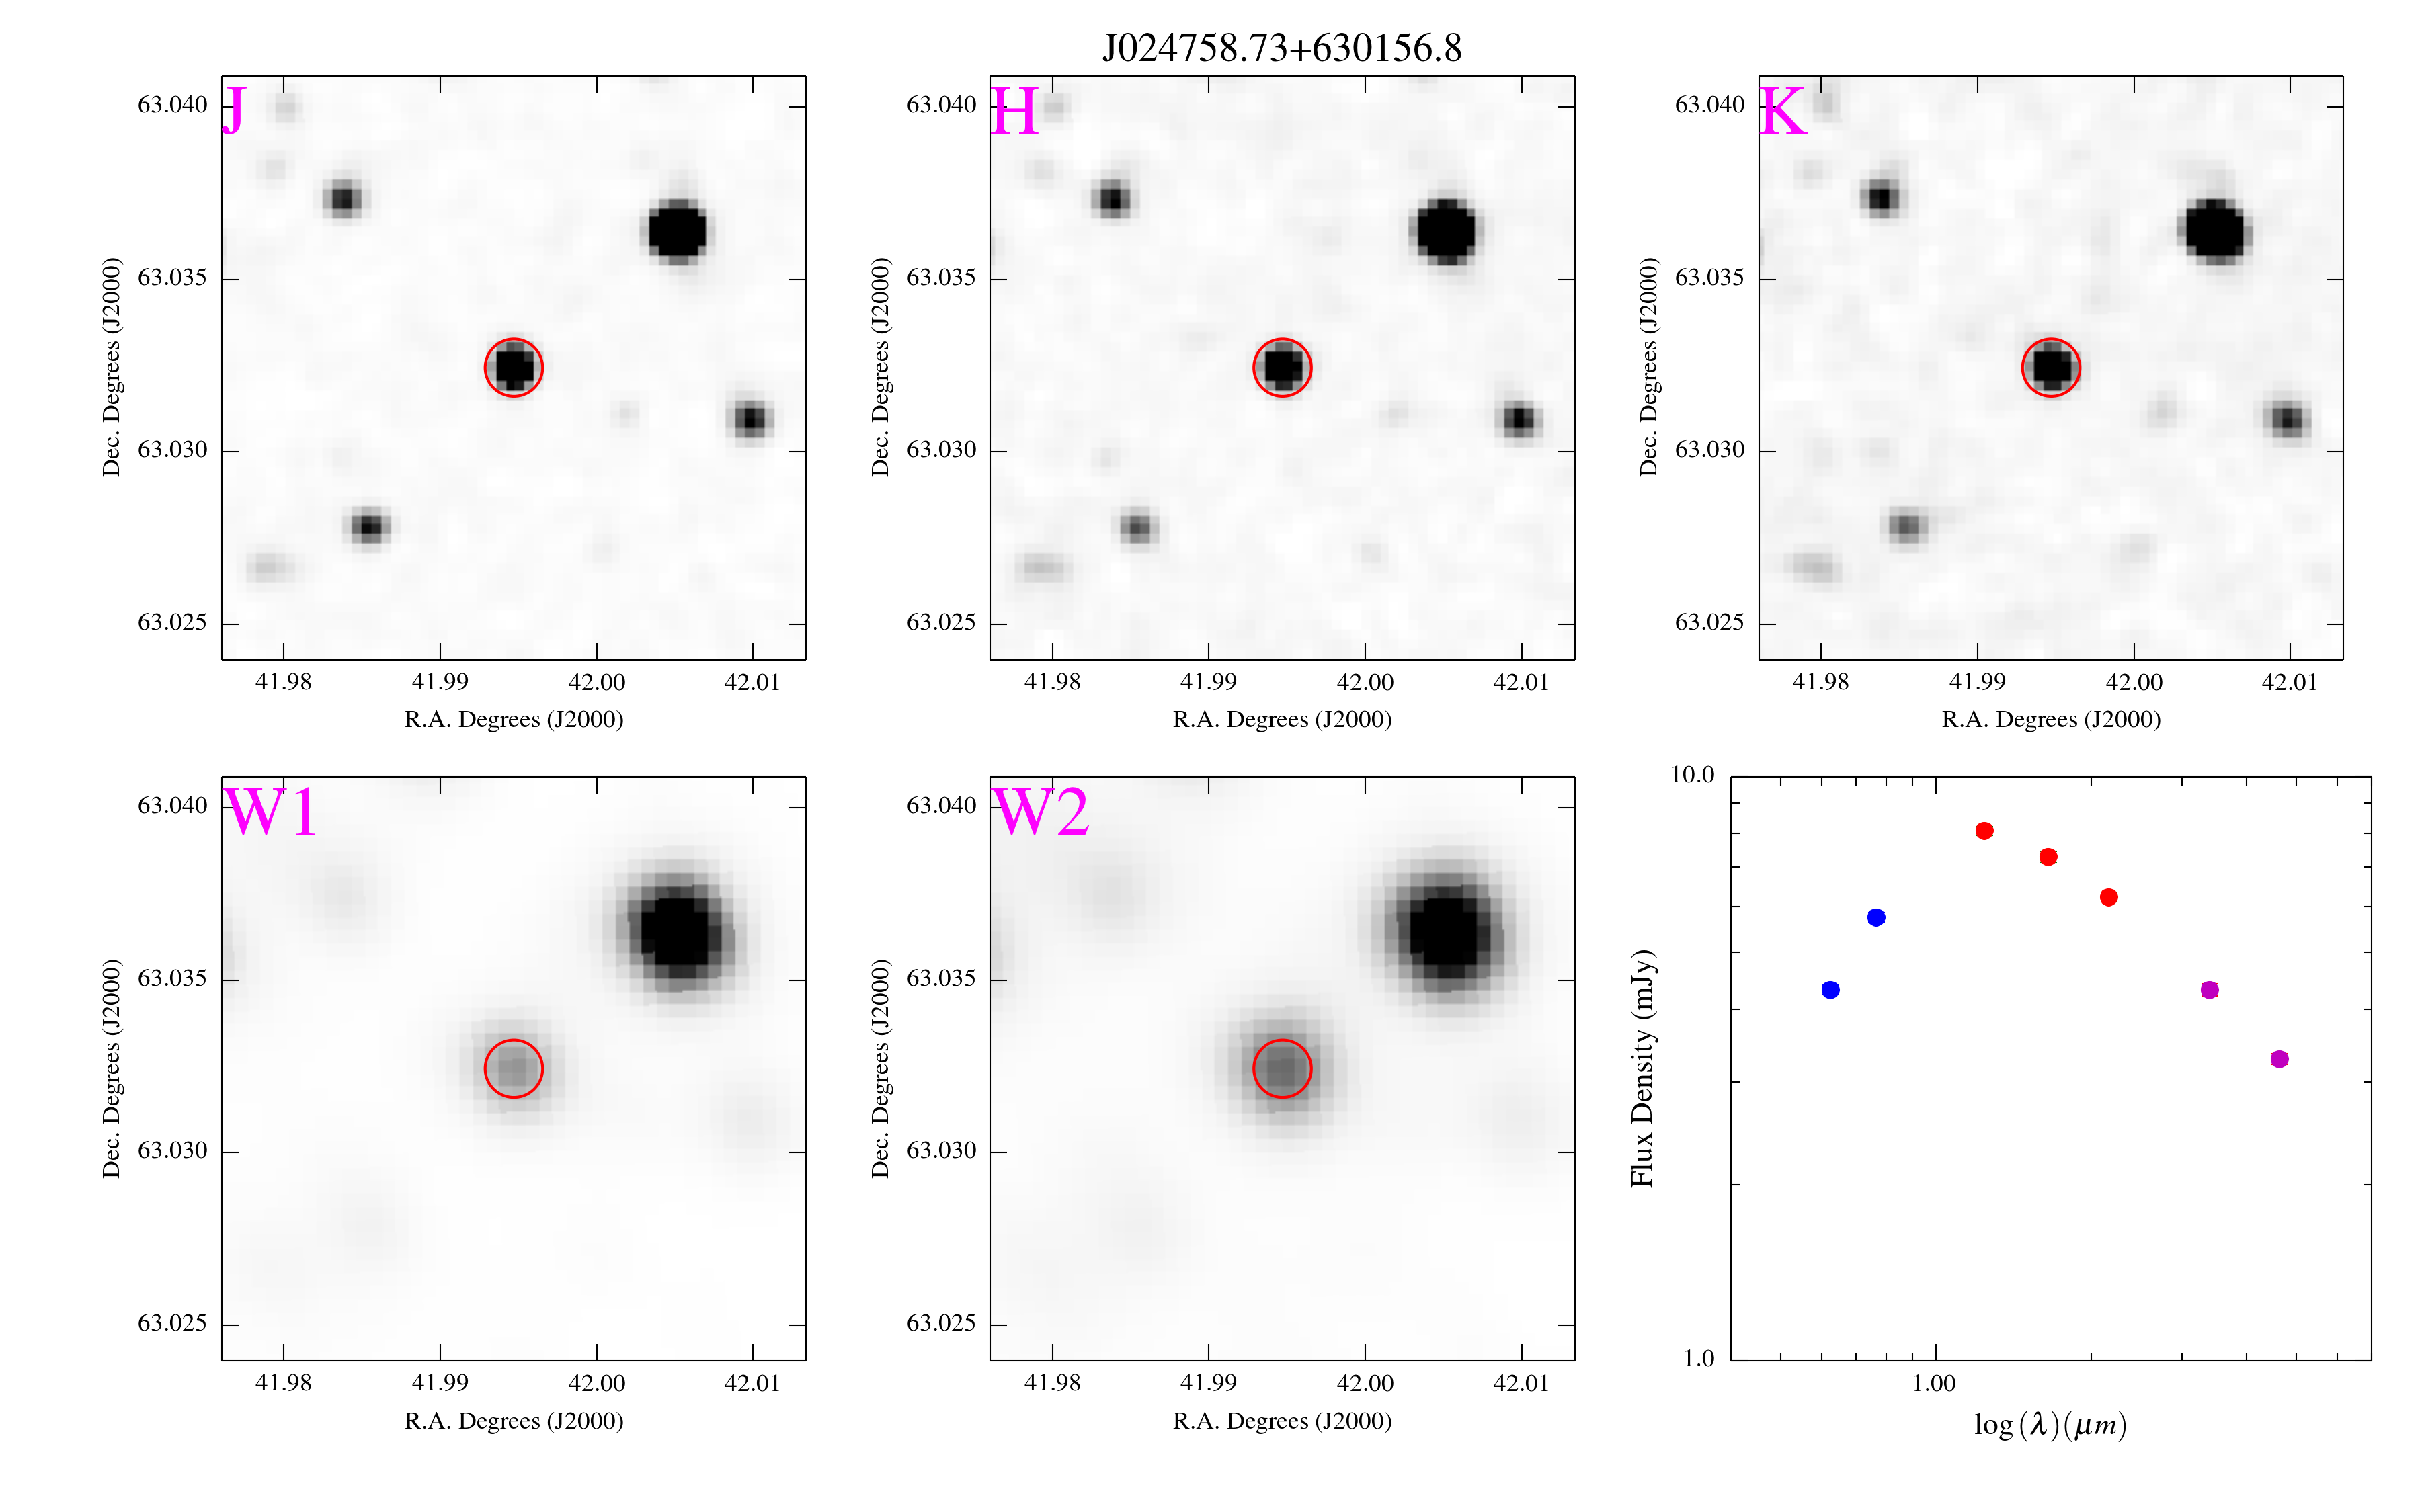 J024758.73+630156.8
J
63.040
63.035
63.030
63.025
Dec. Degrees (J2000)
41.98 41.99 42.00 42.01
R.A. Degrees (J2000)
H
63.040
63.035
63.030
63.025
Dec. Degrees (J2000)
41.98 41.99 42.00 42.01
R.A. Degrees (J2000)
K
63.040
63.035
63.030
63.025
Dec. Degrees (J2000)
41.98 41.99 42.00 42.01
R.A. Degrees (J2000)
W1
63.040
63.035
63.030
63.025
Dec. Degrees (J2000)
41.98 41.99 42.00 42.01
R.A. Degrees (J2000)
W2
63.040
63.035
63.030
63.025
Dec. Degrees (J2000)
41.98 41.99 42.00 42.01
R.A. Degrees (J2000)
10.0
1.0
Flux Density (mJy)
1.00
log(λ)(μm)